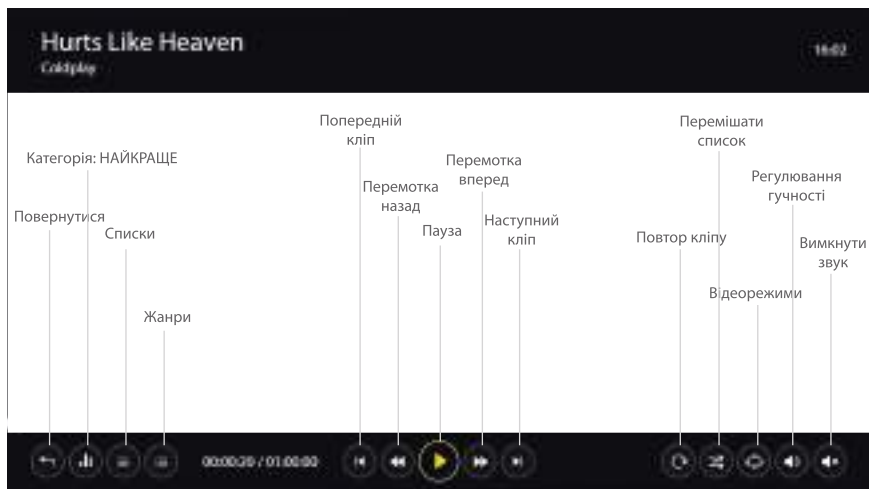 Hurts Like Heaven
Coldplay
16:02
Попередній
кліп
Перемішати
список
Категорія: НАЙКРАЩЕ
Перемотка
вперед
Регулювання
гучності
Перемотка
назад
Повернутися
Списки
Пауза
Наступний
кліп
Повтор кліпу
Вимкнути
звук
Відеорежими
Жанри
00:00:20 / 01:00:00